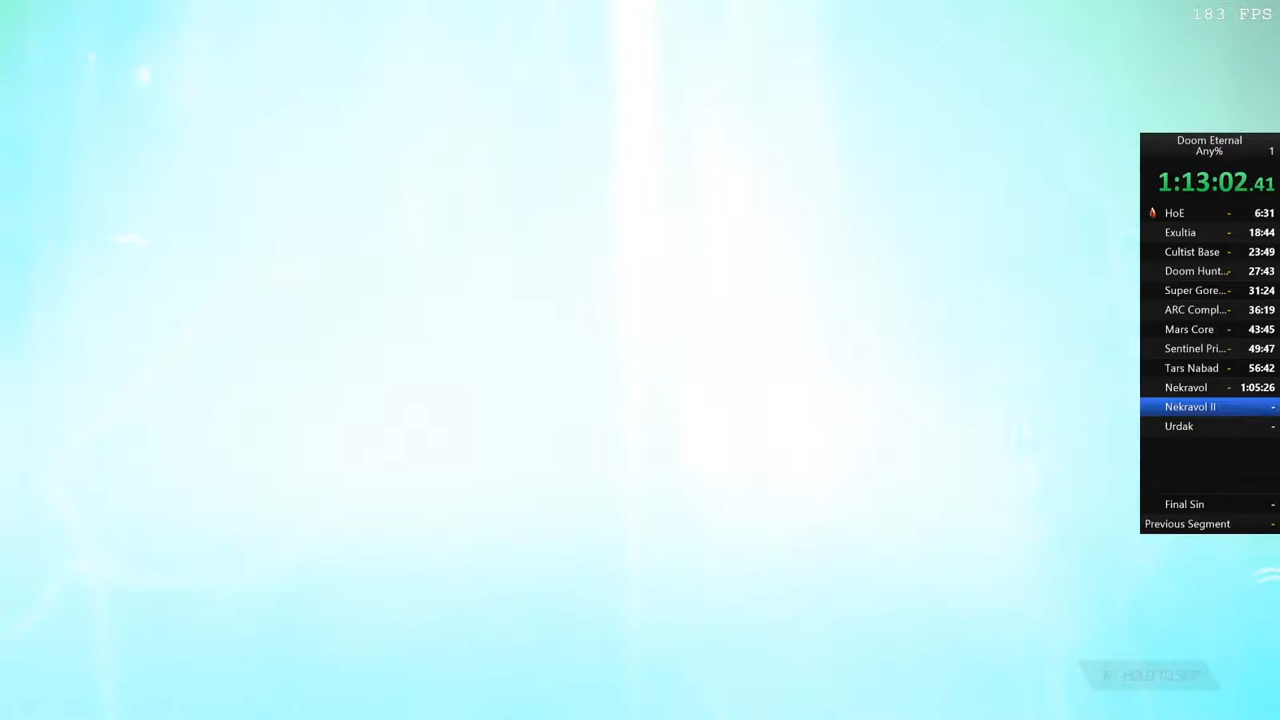 183 FPS
Doom Eternal
Any% 1
1:13:02.41
HoE - 6:31
Exultia - 18:44
Cultist Base - 23:49
Doom Hunt... - 27:43
Super Gore... - 31:24
ARC Compl... - 36:19
Mars Core - 43:45
Sentinel Pri... - 49:47
Tars Nabad - 56:42
Nekravol - 1:05:26
Nekravol II -
Urdak -
Final Sin -
Previous Segment -